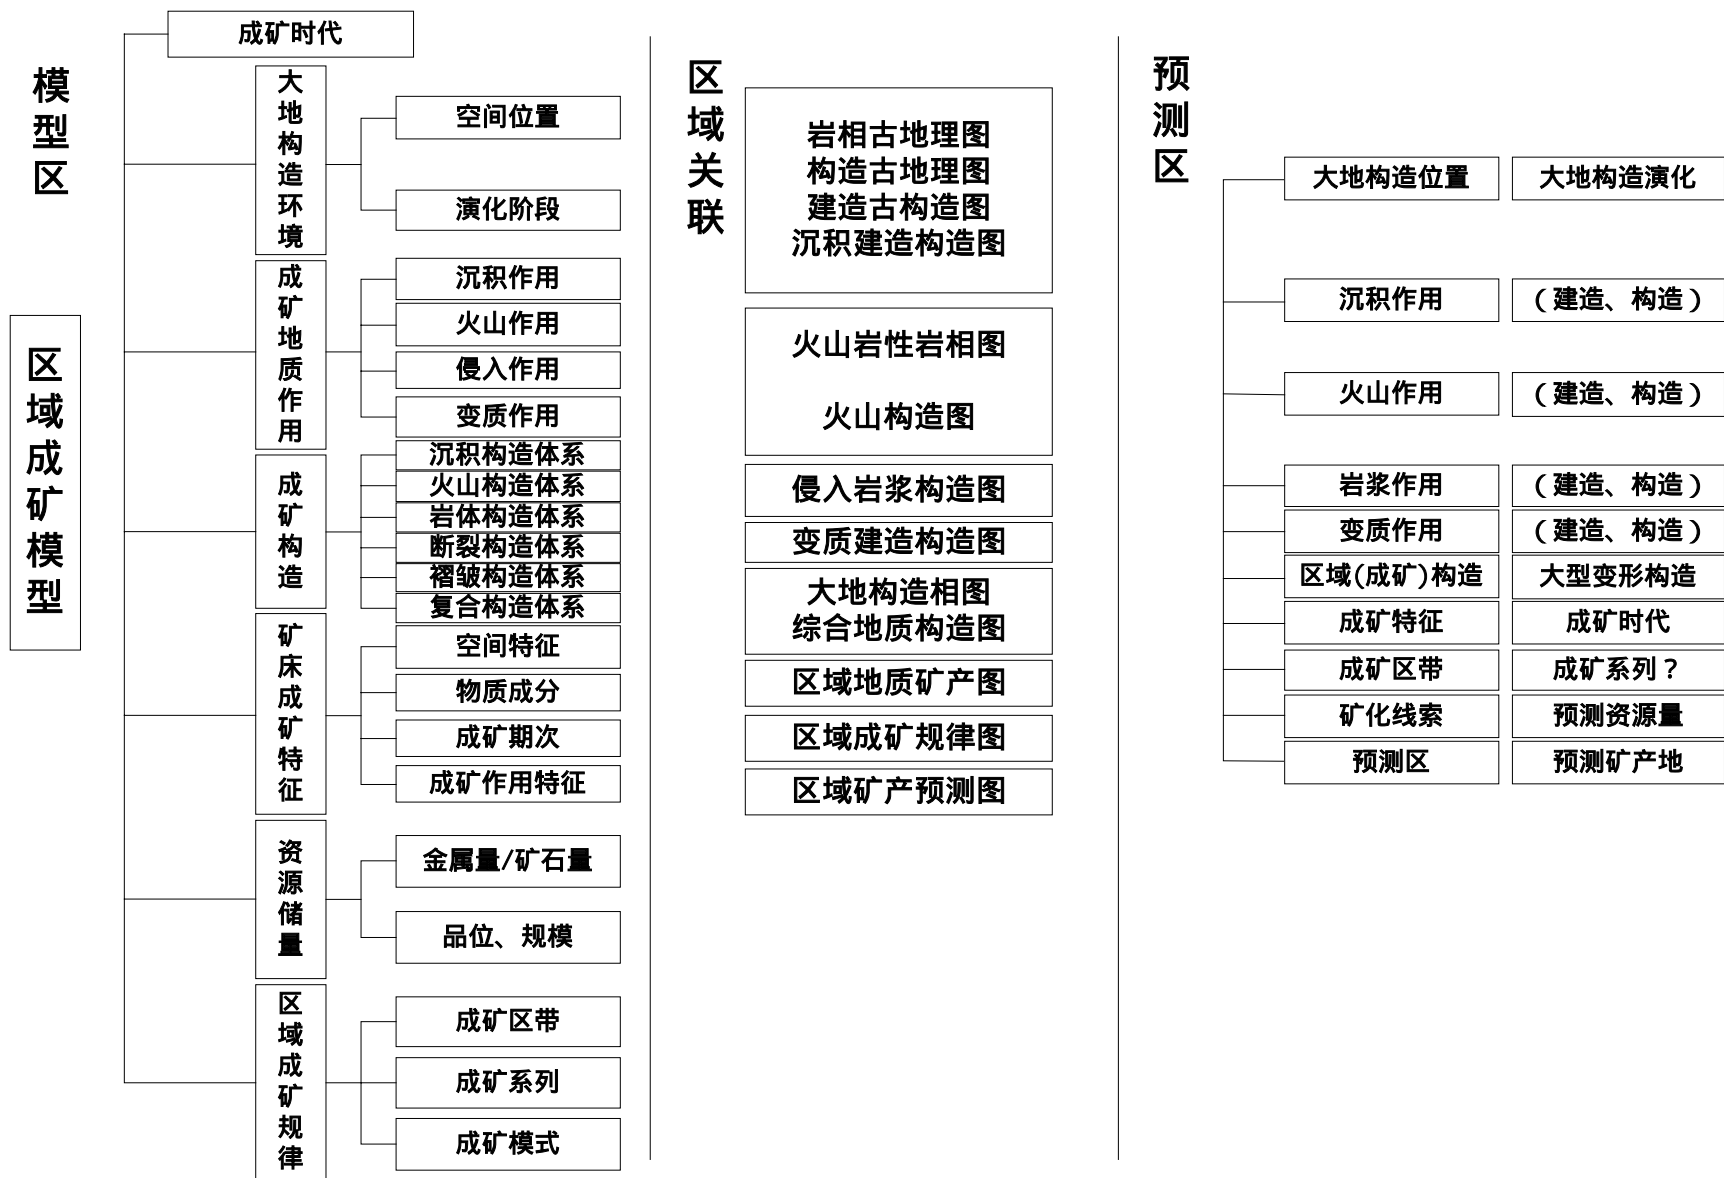 模型区
区域成矿模型
成矿时代
大地构造环境
空间位置
演化阶段
成矿地质作用
沉积作用
火山作用
侵入作用
变质作用
成矿构造
沉积构造体系
火山构造体系
岩体构造体系
断裂构造体系
褶皱构造体系
复合构造体系
矿床成矿特征
空间特征
物质成分
成矿期次
成矿作用特征
资源储量
金属量/矿石量
品位、规模
区域成矿规律
成矿区带
成矿系列
成矿模式
区域关联
岩相古地理图
构造古地理图
建造古构造图
沉积建造构造图
火山岩性岩相图
火山构造图
侵入岩浆构造图
变质建造构造图
大地构造相图
综合地质构造图
区域地质矿产图
区域成矿规律图
区域矿产预测图
预测区
大地构造位置 大地构造演化
沉积作用 （建造、构造）
火山作用 （建造、构造）
岩浆作用 （建造、构造）
变质作用 （建造、构造）
区域(成矿)构造 大型变形构造
成矿特征 成矿时代
成矿区带 成矿系列？
矿化线索 预测资源量
预测区 预测矿产地